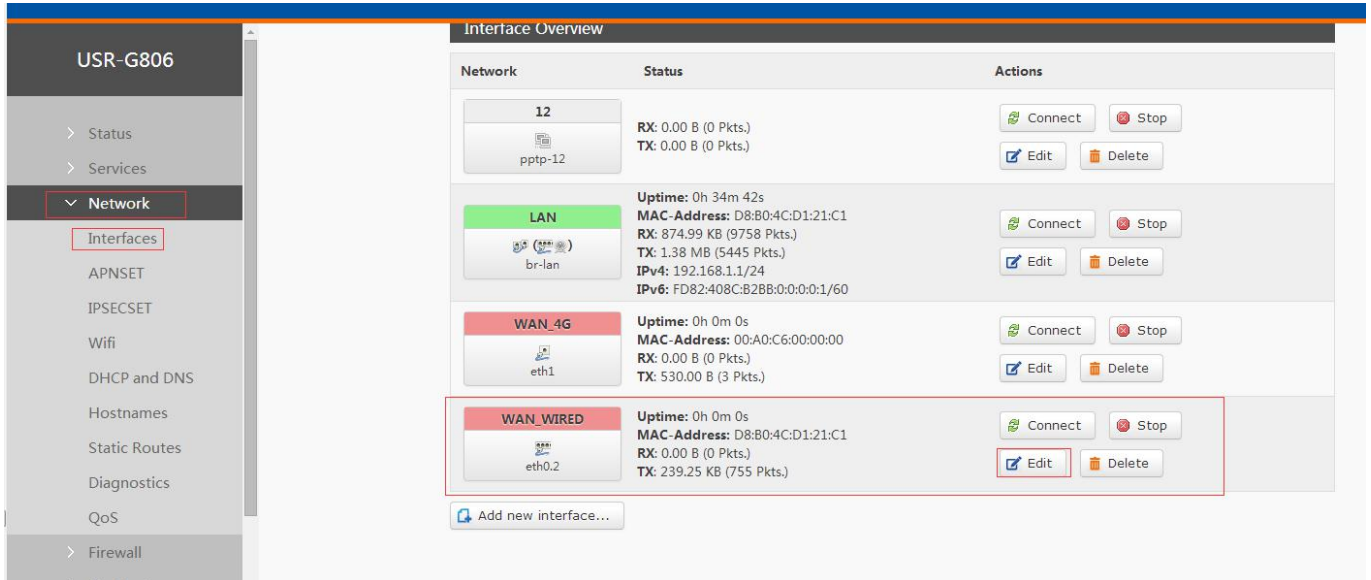 USR-G806
Status
Services
Network
Interfaces
APNSET
IPSECSET
Wifi
DHCP and DNS
Hostnames
Static Routes
Diagnostics
QoS
Firewall
Interface Overview
Network Status Actions
12
pptp-12
RX: 0.00 B (0 Pkts.)
TX: 0.00 B (0 Pkts.)
Connect Stop
Edit Delete
LAN
br-lan
Uptime: 0h 34m 42s
MAC-Address: D8:B0:4C:D1:21:C1
RX: 874.99 KB (9758 Pkts.)
TX: 1.38 MB (5445 Pkts.)
IPv4: 192.168.1.1/24
IPv6: FD82:408C:B2BB:0:0:0:0:1/60
Connect Stop
Edit Delete
WAN_4G
eth1
Uptime: 0h 0m 0s
MAC-Address: 00:A0:C6:00:00:00
RX: 0.00 B (0 Pkts.)
TX: 530.00 B (3 Pkts.)
Connect Stop
Edit Delete
WAN_WIRED
eth0.2
Uptime: 0h 0m 0s
MAC-Address: D8:B0:4C:D1:21:C1
RX: 0.00 B (0 Pkts.)
TX: 239.25 KB (755 Pkts.)
Connect Stop
Edit Delete
Add new interface...